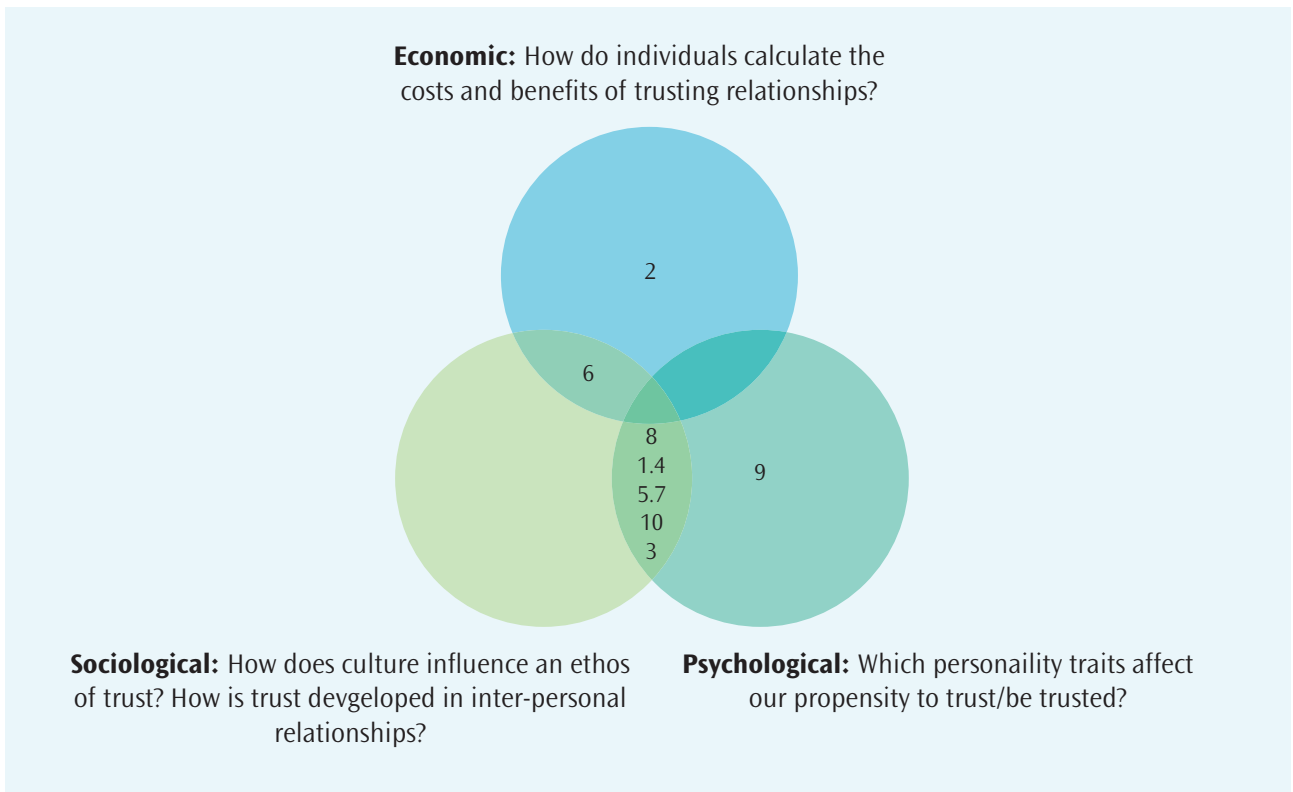 Economic: How do individuals calculate the
costs and benefits of trusting relationships?
2
6
8
1.4
5.7
10
3
9
Sociological: How does culture influence an ethos
of trust? How is trust devgeloped in inter-personal
relationships?
Psychological: Which personaility traits affect
our propensity to trust/be trusted?